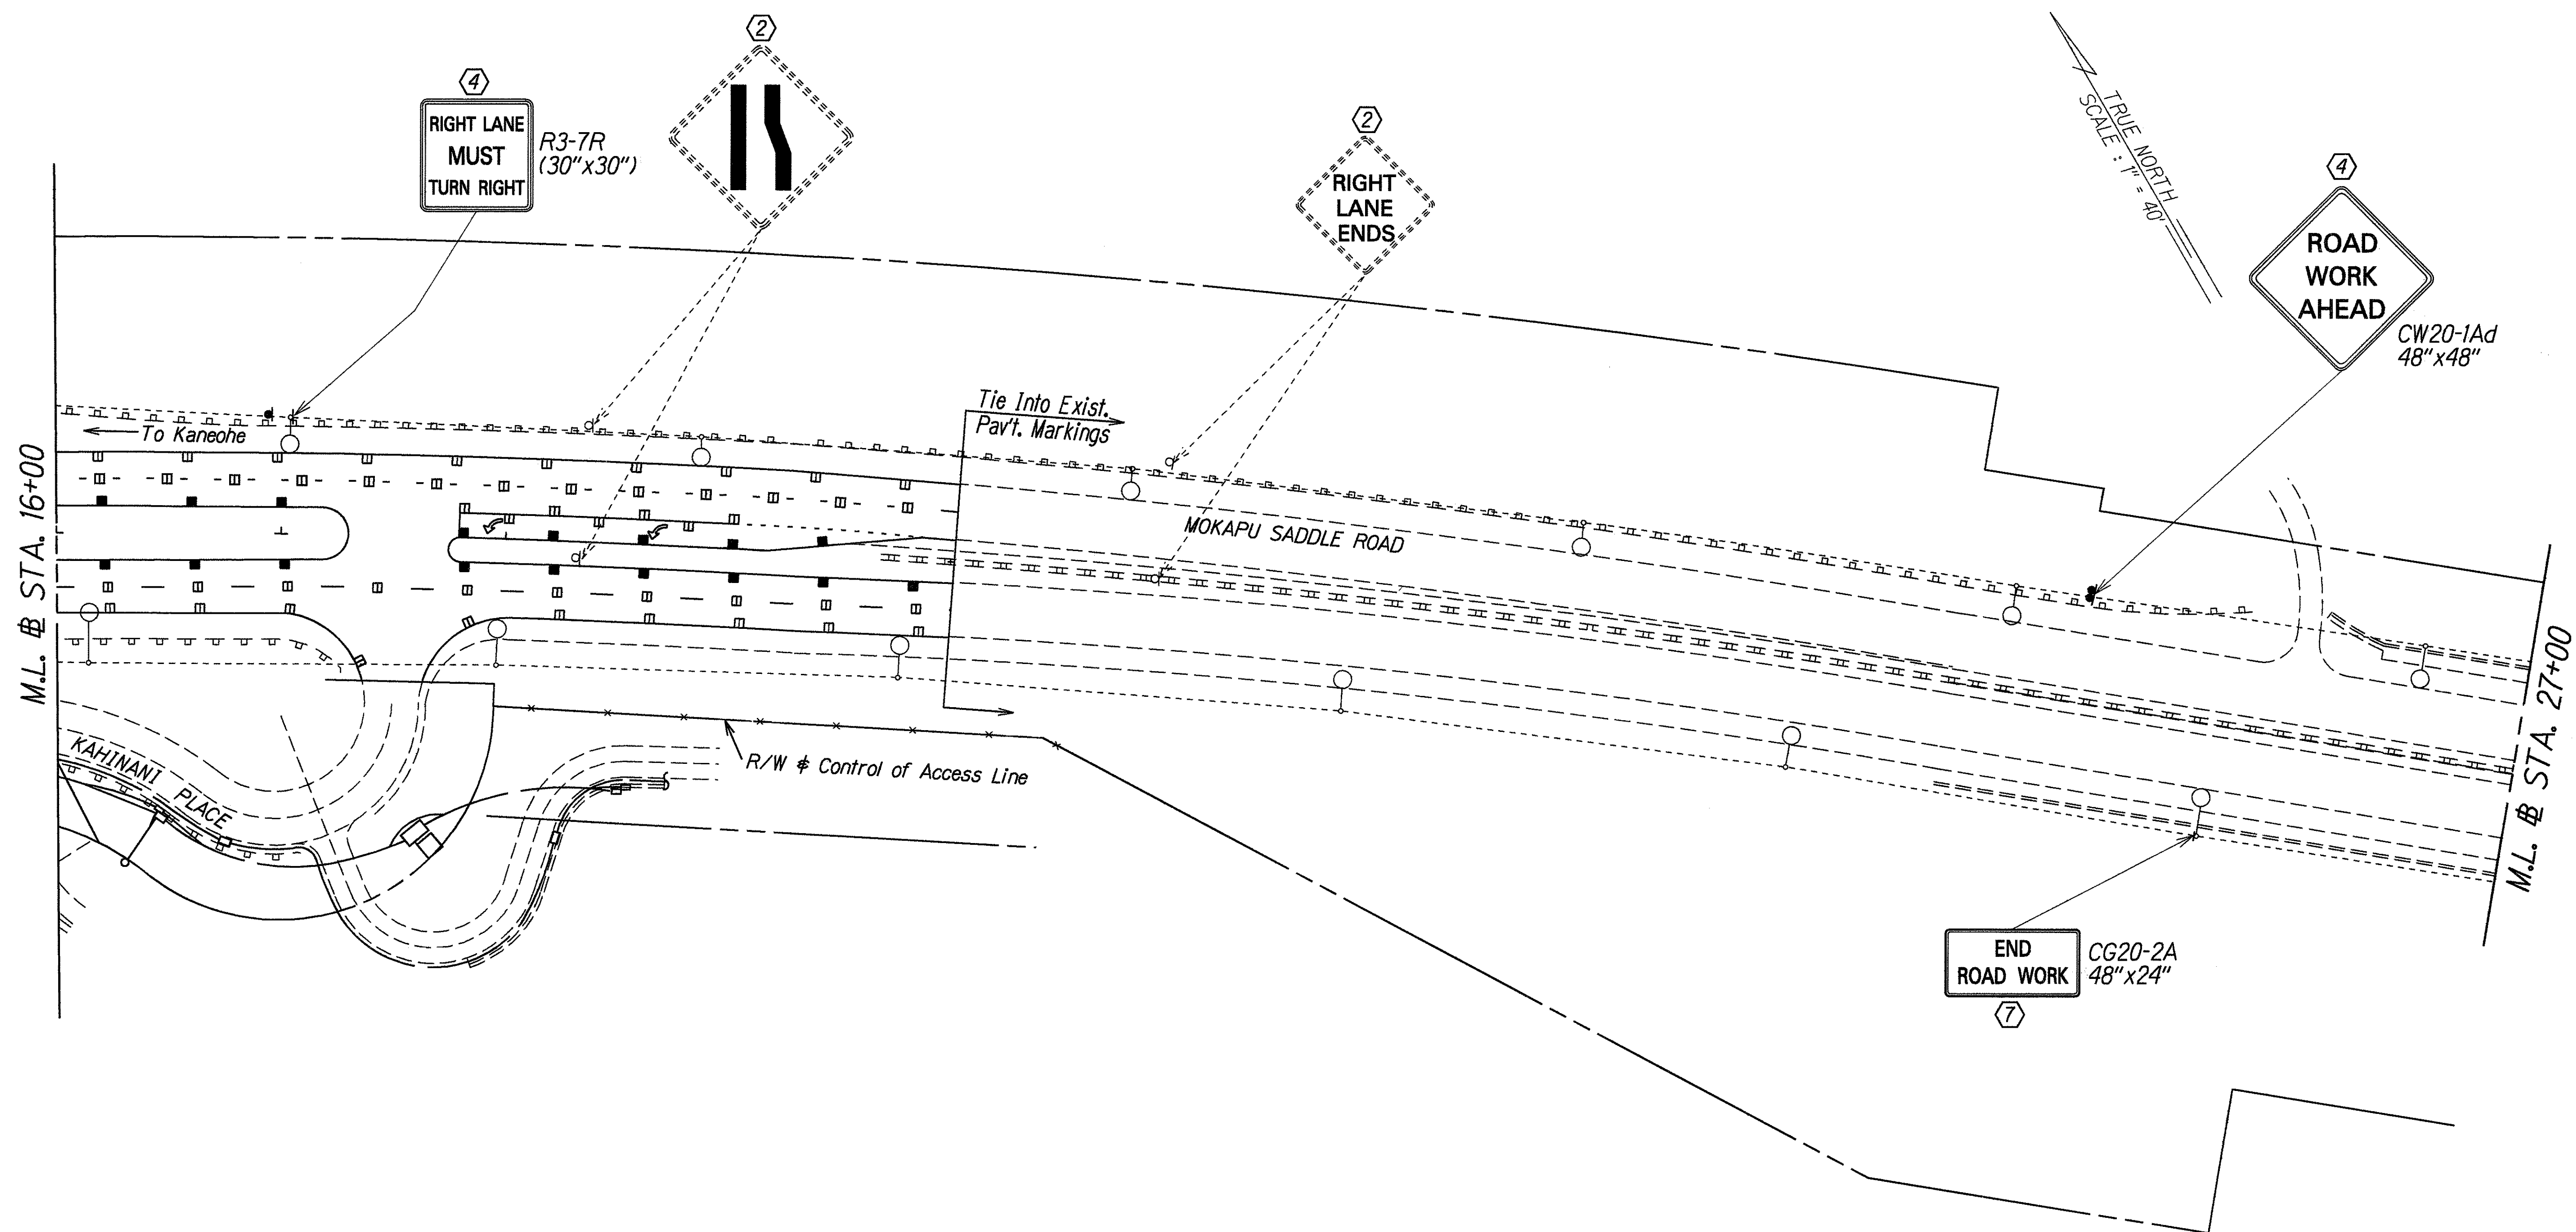 2
4
RIGHT LANE
MUST
TURN RIGHT
R3-7R
(30"x30")
2
RIGHT
LANE
ENDS
TRUE NORTH
SCALE : 1" = 40'
4
ROAD
WORK
AHEAD
CW20-1Ad
48"x48"
To Kaneohe
Tie Into Exist.
Pav't. Markings
MOKAPU SADDLE ROAD
M.L. ⅊ STA. 16+00
M.L. ⅊ STA. 27+00
KAHINANI
PLACE
R/W & Control of Access Line
END
ROAD WORK
CG20-2A
48"x24"
7